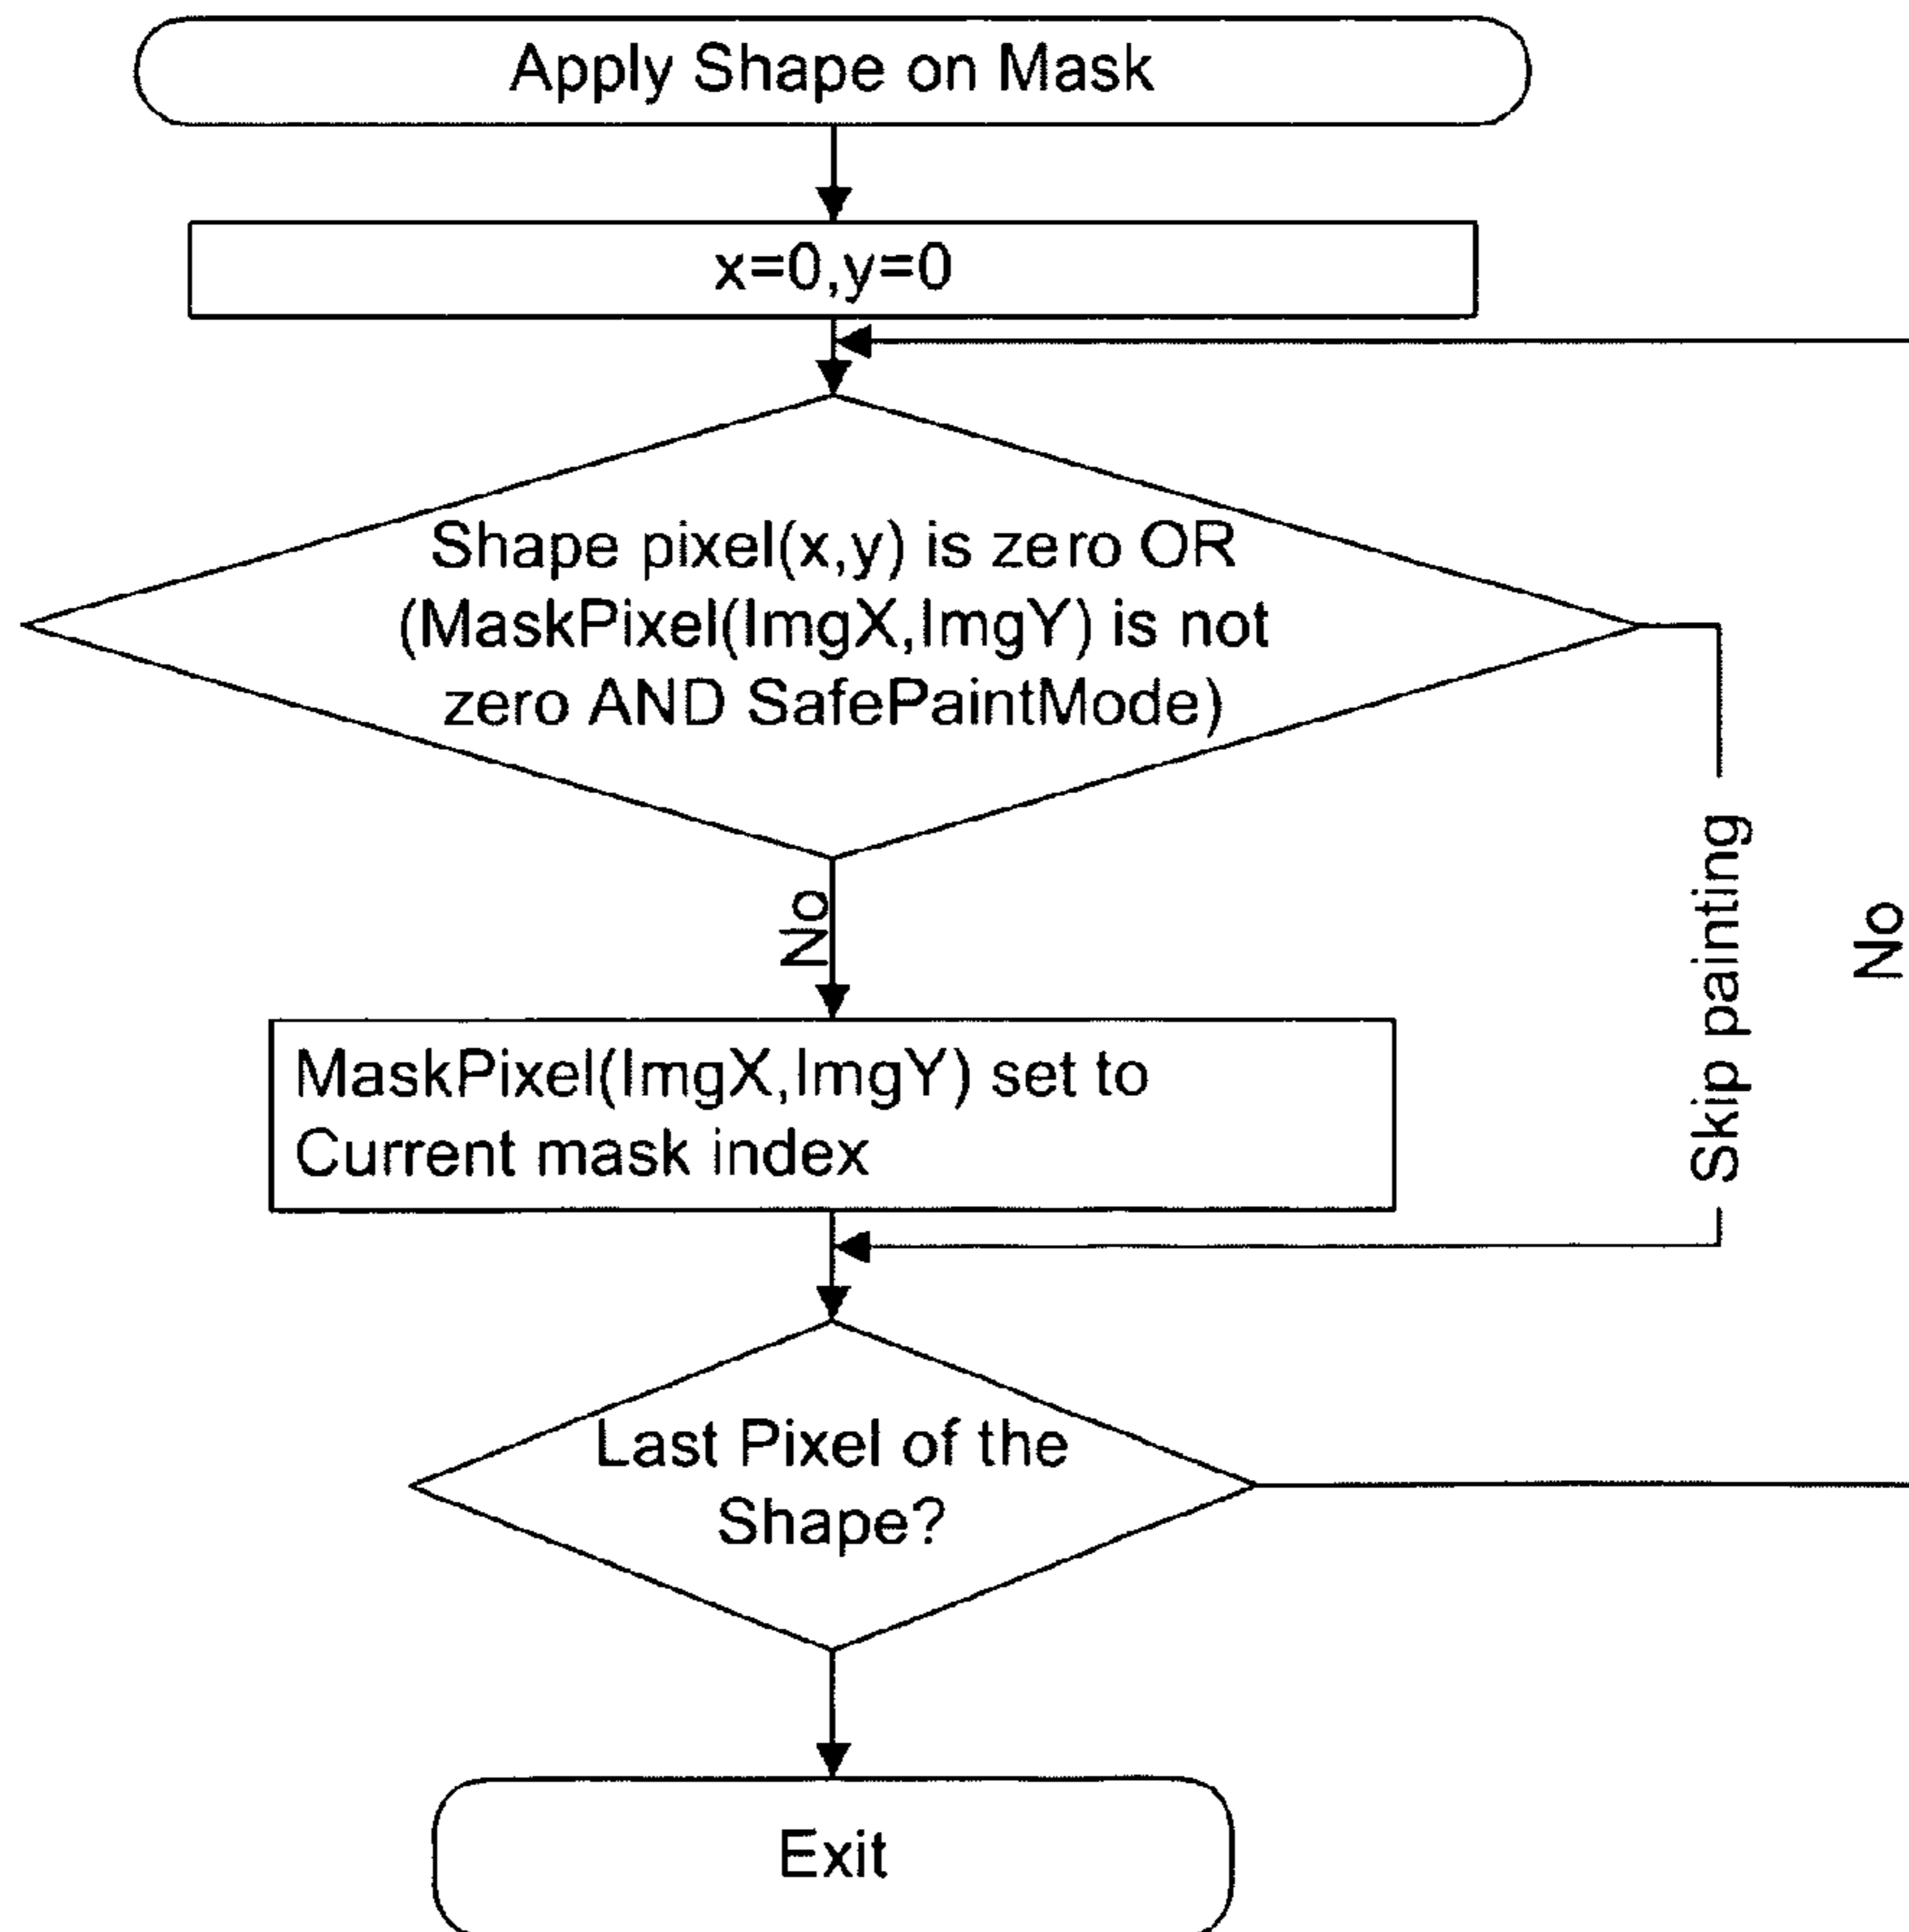 Apply Shape on Mask
x=0,y=0
Shape pixel(x,y) is zero OR
(MaskPixel(ImgX,ImgY) is not
zero AND SafePaintMode)
No
Skip painting
No
MaskPixel(ImgX,ImgY) set to
Current mask index
Last Pixel of the
Shape?
Exit